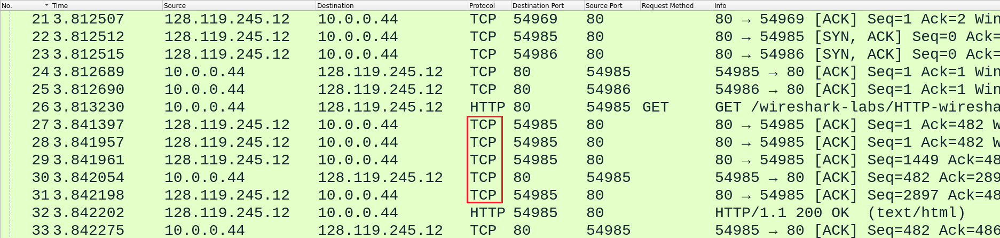 No. Time Source Destination Protocol Destination Port Source Port Request Method Info
21 3.812507 128.119.245.12 10.0.0.44 TCP 54969 80 80 → 54969 [ACK] Seq=1 Ack=2 Win
22 3.812512 128.119.245.12 10.0.0.44 TCP 54985 80 80 → 54985 [SYN, ACK] Seq=0 Ack=
23 3.812515 128.119.245.12 10.0.0.44 TCP 54986 80 80 → 54986 [SYN, ACK] Seq=0 Ack=
24 3.812689 10.0.0.44 128.119.245.12 TCP 80 54985 54985 → 80 [ACK] Seq=1 Ack=1 Win
25 3.812690 10.0.0.44 128.119.245.12 TCP 80 54986 54986 → 80 [ACK] Seq=1 Ack=1 Win
26 3.813230 10.0.0.44 128.119.245.12 HTTP 80 54985 GET GET /wireshark-labs/HTTP-wiresha
27 3.841397 128.119.245.12 10.0.0.44 TCP 54985 80 80 → 54985 [ACK] Seq=1 Ack=482 W
28 3.841957 128.119.245.12 10.0.0.44 TCP 54985 80 80 → 54985 [ACK] Seq=1 Ack=482 W
29 3.841961 128.119.245.12 10.0.0.44 TCP 54985 80 80 → 54985 [ACK] Seq=1449 Ack=48
30 3.842054 10.0.0.44 128.119.245.12 TCP 80 54985 54985 → 80 [ACK] Seq=482 Ack=289
31 3.842198 128.119.245.12 10.0.0.44 TCP 54985 80 80 → 54985 [ACK] Seq=2897 Ack=48
32 3.842202 128.119.245.12 10.0.0.44 HTTP 54985 80 HTTP/1.1 200 OK (text/html)
33 3.842275 10.0.0.44 128.119.245.12 TCP 80 54985 54985 → 80 [ACK] Seq=482 Ack=486